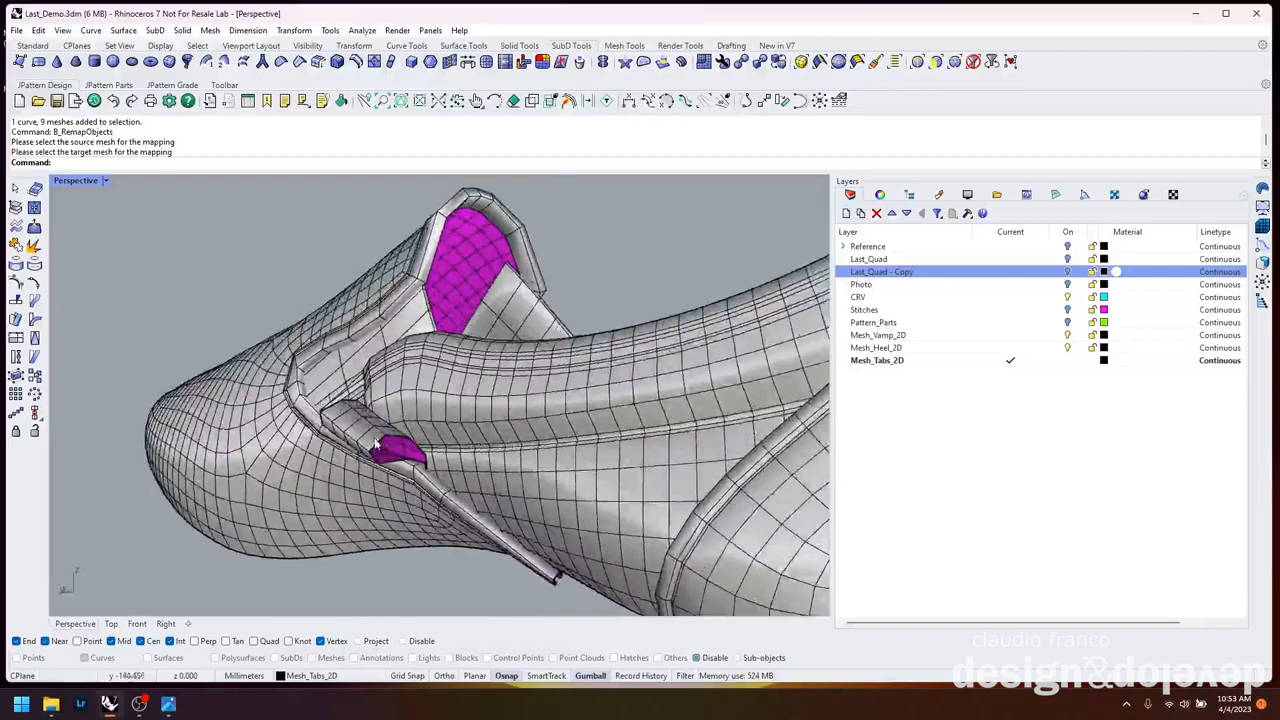 Last_Demo.3dm (6 MB) - Rhinoceros 7 Not For Resale Lab - [Perspective]
File Edit View Curve Surface SubD Solid Mesh Dimension Transform Tools Analyze Render Panels Help
Standard CPlanes Set View Display Select Viewport Layout Visibility Transform Curve Tools Surface Tools Solid Tools SubD Tools Mesh Tools Render Tools Drafting New in V7
JPattern Design JPattern Parts JPattern Grade Toolbar
1 curve, 9 meshes added to selection.
Command: B_RemapObjects
Please select the source mesh for the mapping
Please select the target mesh for the mapping
Command:
Perspective
Layers
Layer Current On Material Linetype
Reference Continuous
Last_Quad Continuous
Last_Quad - Copy Continuous
Photo Continuous
CRV Continuous
Stitches Continuous
Pattern_Parts Continuous
Mesh_Vamp_2D Continuous
Mesh_Heel_2D Continuous
Mesh_Tabs_2D Continuous
z
Perspective Top Front Right
End Near Point Mid Cen Int Perp Tan Quad Knot Vertex Project Disable
Points Curves Surfaces Polysurfaces SubDs Meshes Annotations Lights Blocks Control Points Point Clouds Hatches Others Disable Sub-objects
CPlane x y -140.459 z 0.000 Millimeters Mesh_Tabs_2D Grid Snap Ortho Planar Osnap SmartTrack Gumball Record History Filter Memory use: 524 MB
claudio franco
design&develop
Lr
10:53 AM
4/4/2023